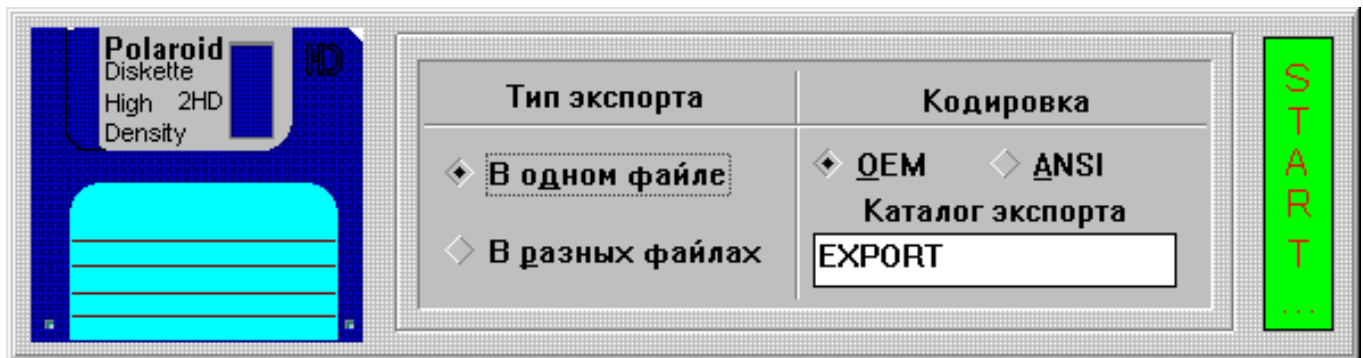 Polaroid
Diskette
High 2HD
Density
HD
Тип экспорта
В одном файле
В разных файлах
Кодировка
OEM ANSI
Каталог экспорта
EXPORT
START...